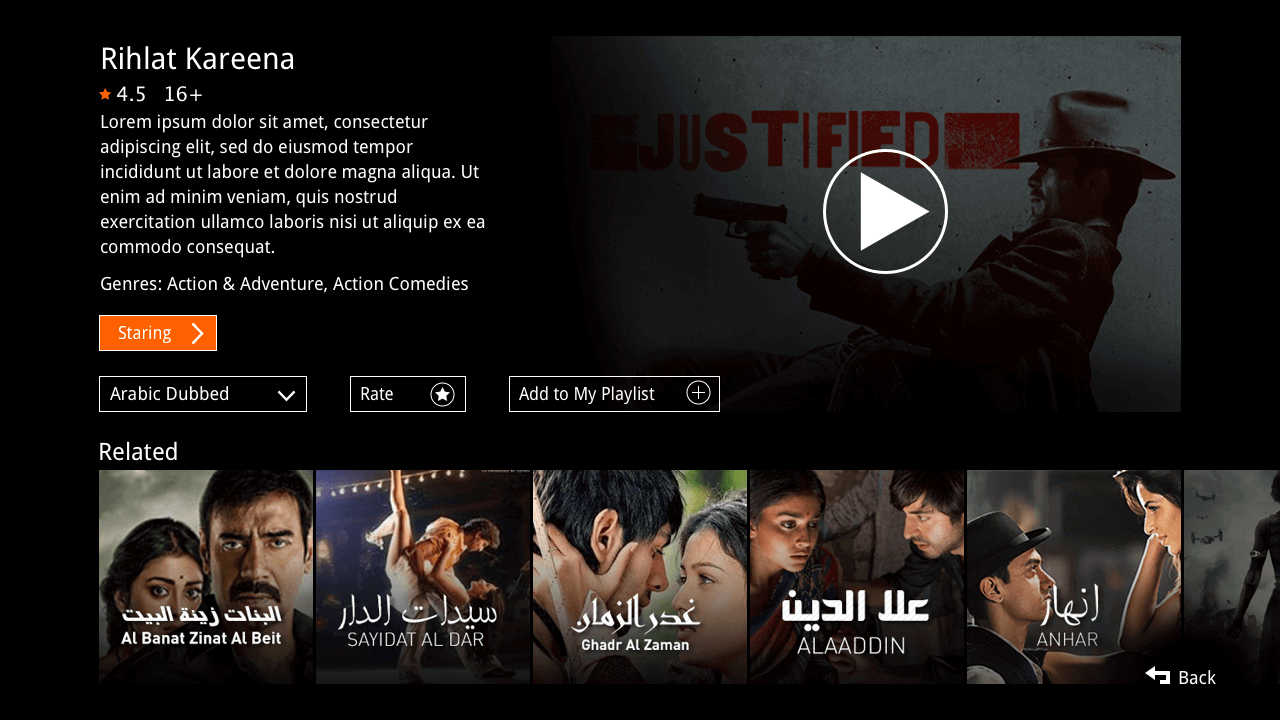 Rihlat Kareena
4.5 16+
Lorem ipsum dolor sit amet, consectetur
adipiscing elit, sed do eiusmod tempor
incididunt ut labore et dolore magna aliqua. Ut
enim ad minim veniam, quis nostrud
exercitation ullamco laboris nisi ut aliquip ex ea
commodo consequat.
Genres: Action & Adventure, Action Comedies
Staring
JUSTIFIED
Arabic Dubbed
Rate
Add to My Playlist
Related
البنات زينة البيت
Al Banat Zinat Al Beit
سيدات الدار
SAYIDAT AL DAR
غدر الزمان
Ghadr Al Zaman
علا الدين
ALAADDIN
انهار
ANHAR
Back